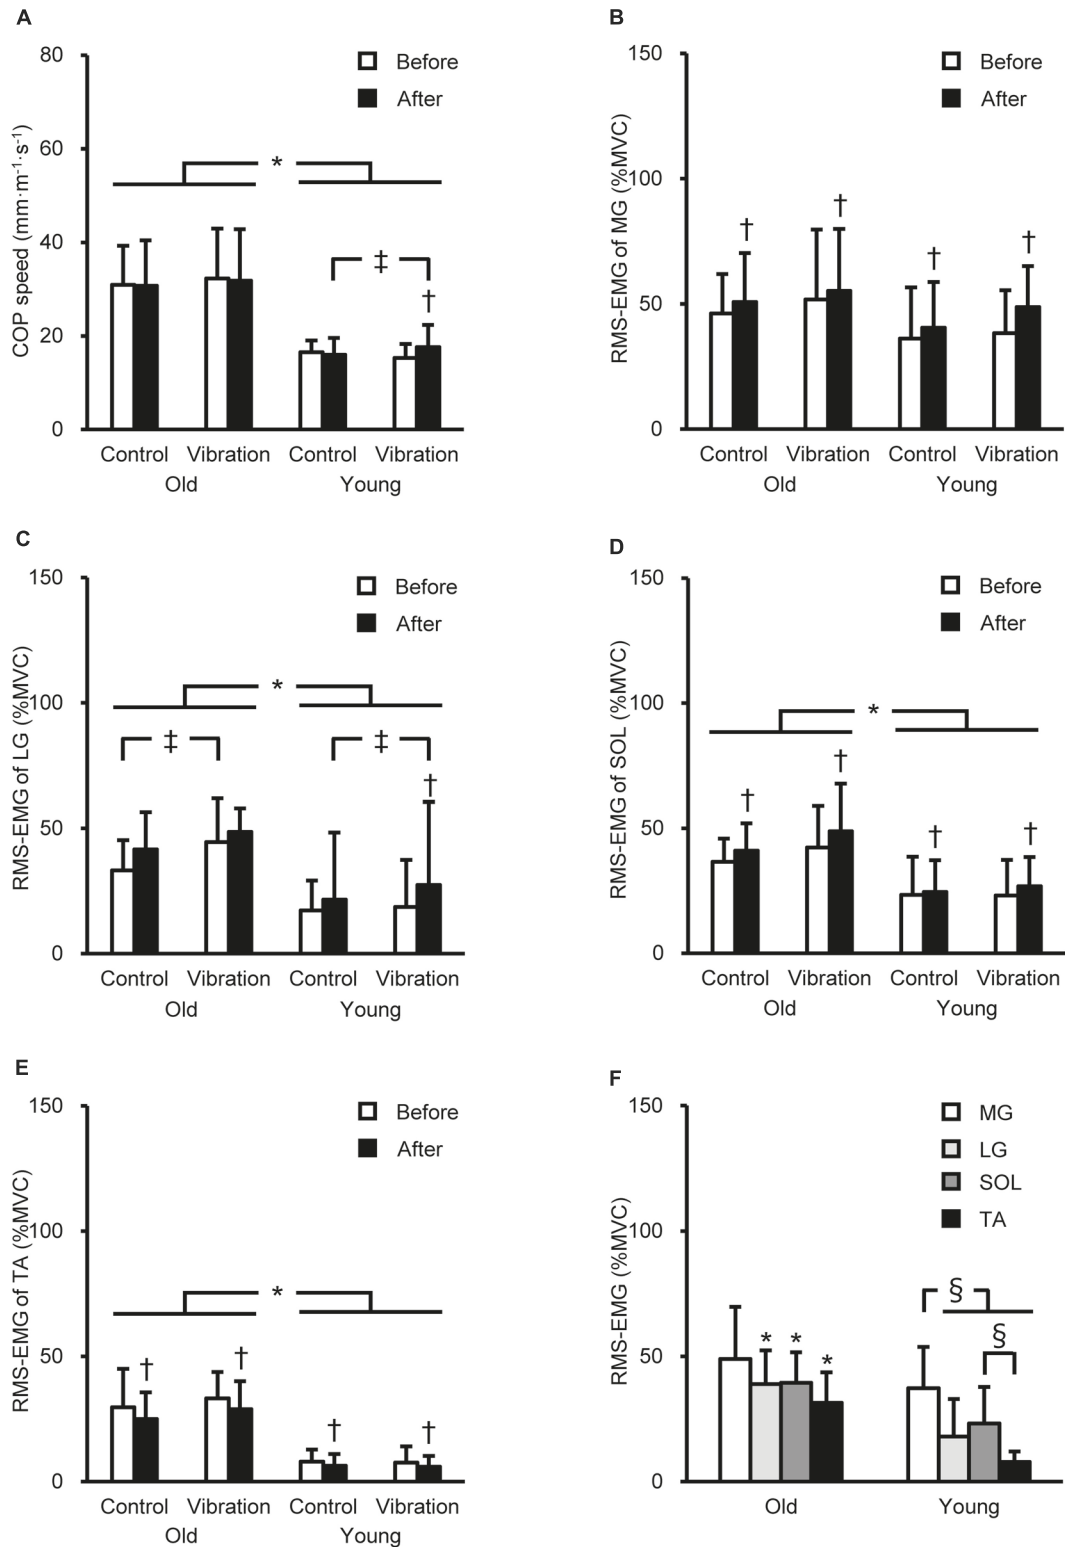 A
COP speed (mm·m⁻¹·s⁻¹)
80
60
40
20
0
Before
After
*
‡
†
Control Vibration Control Vibration
Old Young
B
RMS-EMG of MG (%MVC)
150
100
50
0
Before
After
† † † †
Control Vibration Control Vibration
Old Young
C
RMS-EMG of LG (%MVC)
150
100
50
0
Before
After
*
‡ ‡
†
Control Vibration Control Vibration
Old Young
D
RMS-EMG of SOL (%MVC)
150
100
50
0
Before
After
*
† † † †
Control Vibration Control Vibration
Old Young
E
RMS-EMG of TA (%MVC)
150
100
50
0
Before
After
*
† † † †
Control Vibration Control Vibration
Old Young
F
RMS-EMG (%MVC)
150
100
50
0
MG
LG
SOL
TA
§
§
* * *
Old Young